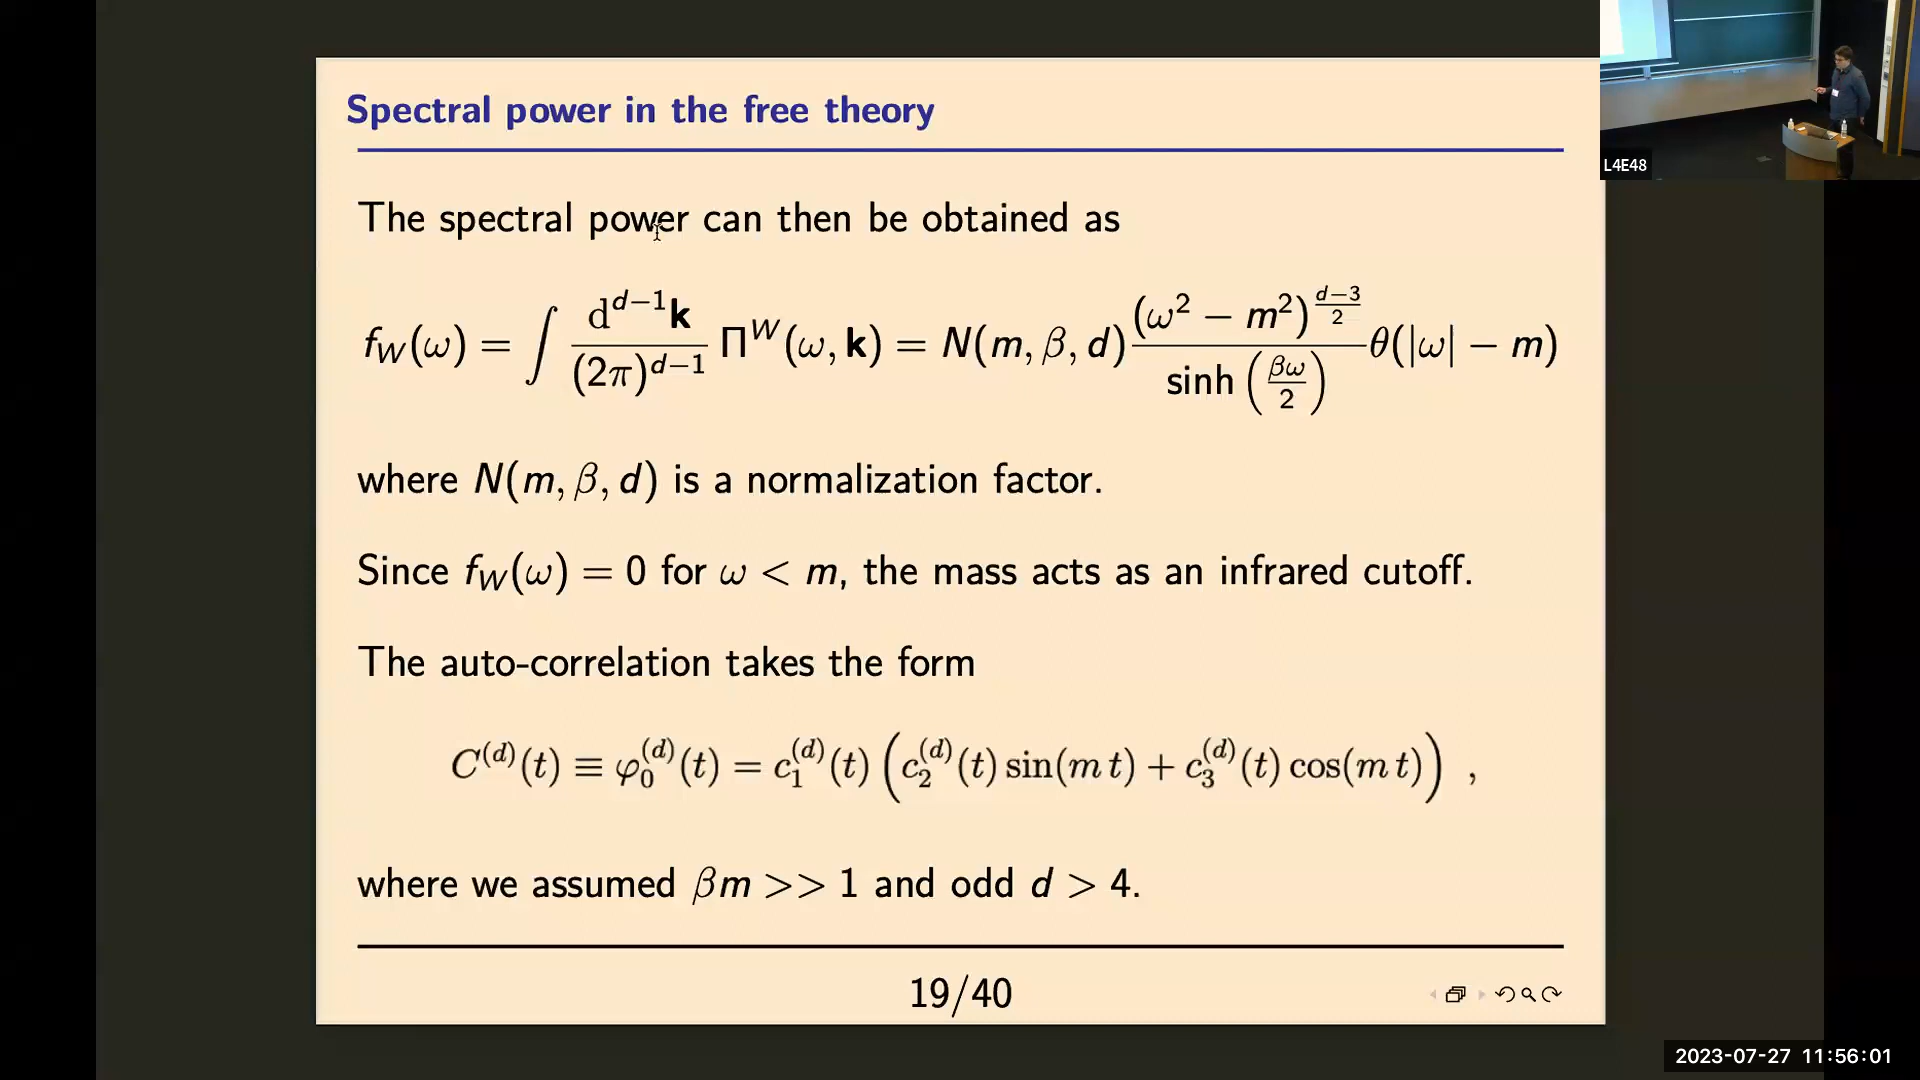 Spectral power in the free theory
The spectral power can then be obtained as
f_W(ω) = ∫ d^{d−1}𝐤 / (2π)^{d−1} Π^W(ω, 𝐤) = N(m, β, d) (ω² − m²)^{(d−3)/2} / sinh(βω/2) θ(|ω| − m)
where N(m, β, d) is a normalization factor.
Since f_W(ω) = 0 for ω < m, the mass acts as an infrared cutoff.
The auto-correlation takes the form
C^{(d)}(t) ≡ φ_0^{(d)}(t) = c_1^{(d)}(t) (c_2^{(d)}(t) sin(m t) + c_3^{(d)}(t) cos(m t)) ,
where we assumed βm >> 1 and odd d > 4.
19/40
L4E48
2023-07-27 11:56:01